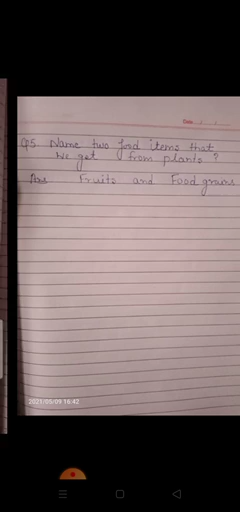 Date
Q5. Name two food items that
we get from plants?
Ans Fruits and Food grains
2021/05/09 16:42